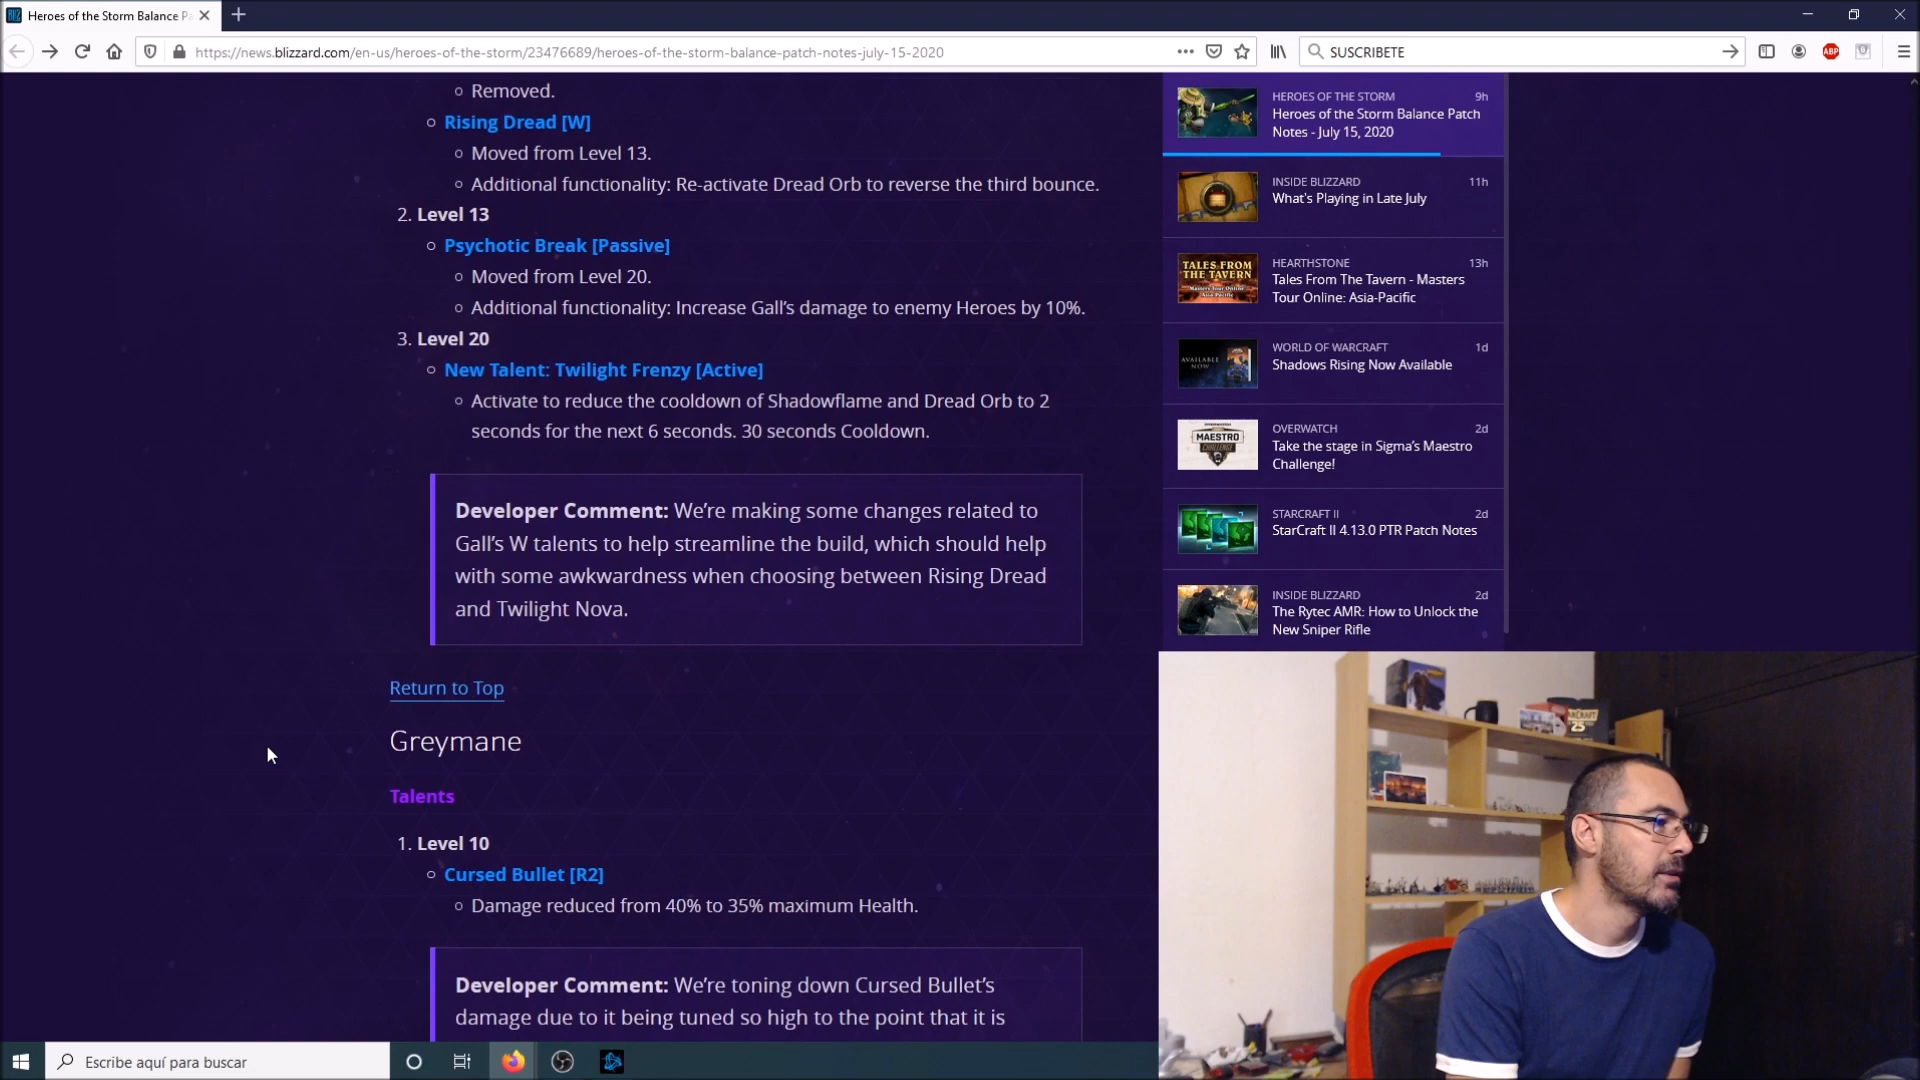 Heroes of the Storm Balance P
https://news.blizzard.com/en-us/heroes-of-the-storm/23476689/heroes-of-the-storm-balance-patch-notes-july-15-2020
SUSCRIBETE
ABP
Removed.
Rising Dread [W]
Moved from Level 13.
Additional functionality: Re-activate Dread Orb to reverse the third bounce.
2. Level 13
Psychotic Break [Passive]
Moved from Level 20.
Additional functionality: Increase Gall’s damage to enemy Heroes by 10%.
3. Level 20
New Talent: Twilight Frenzy [Active]
Activate to reduce the cooldown of Shadowflame and Dread Orb to 2
seconds for the next 6 seconds. 30 seconds Cooldown.
Developer Comment: We’re making some changes related to
Gall’s W talents to help streamline the build, which should help
with some awkwardness when choosing between Rising Dread
and Twilight Nova.
Return to Top
Greymane
Talents
1. Level 10
Cursed Bullet [R2]
Damage reduced from 40% to 35% maximum Health.
Developer Comment: We’re toning down Cursed Bullet’s
damage due to it being tuned so high to the point that it is
HEROES OF THE STORM 9h
Heroes of the Storm Balance Patch
Notes - July 15, 2020
INSIDE BLIZZARD 11h
What's Playing in Late July
TALES FROM
THE TAVERN
Masters Tour Online:
Asia-Pacific
HEARTHSTONE 13h
Tales From The Tavern - Masters
Tour Online: Asia-Pacific
AVAILABLE
NOW
WORLD OF WARCRAFT 1d
Shadows Rising Now Available
MAESTRO
CHALLENGE
OVERWATCH 2d
Take the stage in Sigma’s Maestro
Challenge!
STARCRAFT II 2d
StarCraft II 4.13.0 PTR Patch Notes
INSIDE BLIZZARD 2d
The Rytec AMR: How to Unlock the
New Sniper Rifle
25
Escribe aquí para buscar